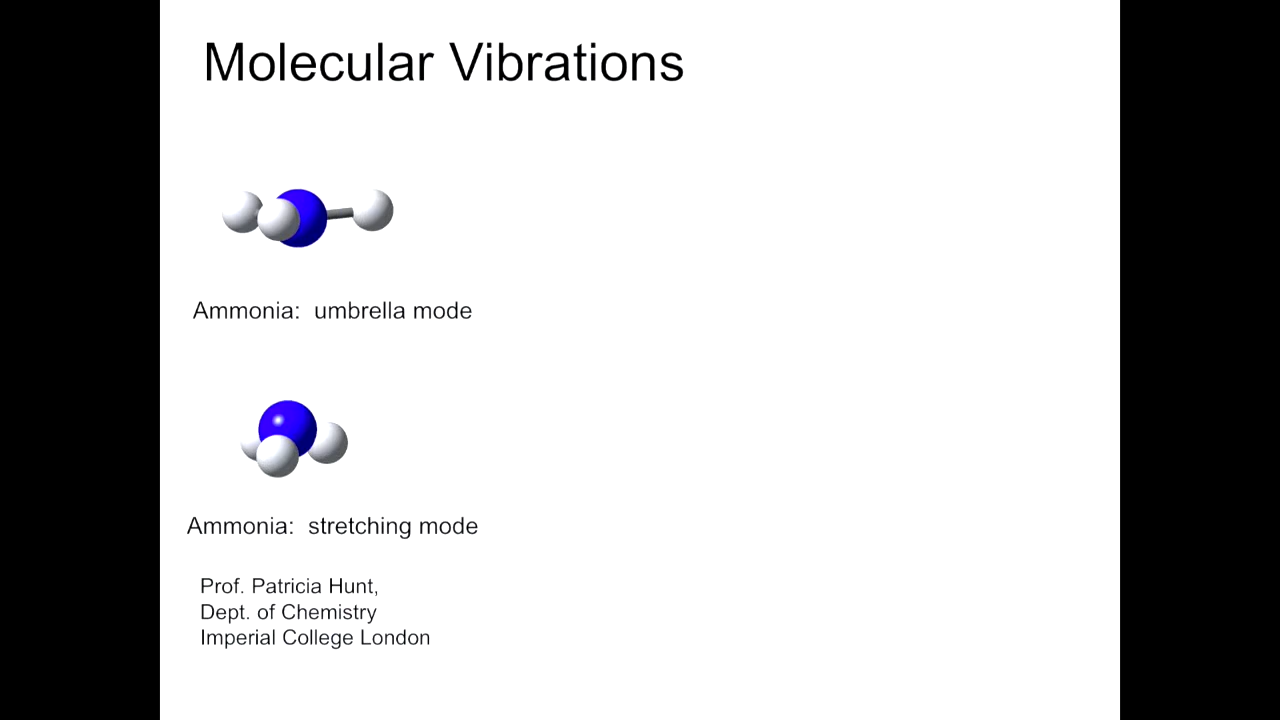 Molecular Vibrations
Ammonia:  umbrella mode
Ammonia:  stretching mode
Prof. Patricia Hunt,
Dept. of Chemistry
Imperial College London